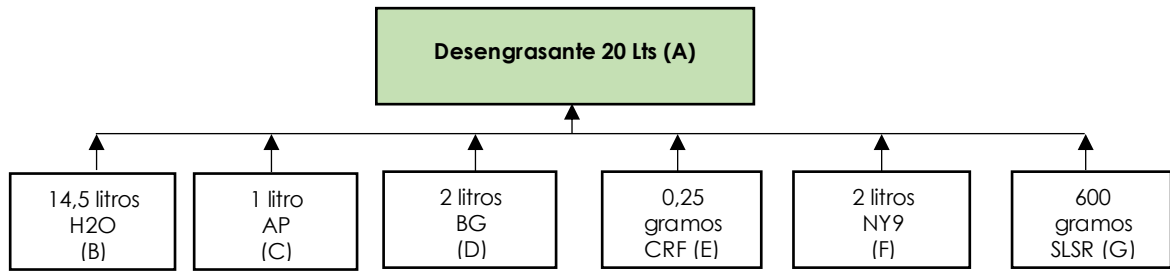 Desengrasante 20 Lts (A)
14,5 litros
H2O
(B)
1 litro
AP
(C)
2 litros
BG
(D)
0,25
gramos
CRF (E)
2 litros
NY9
(F)
600
gramos
SLSR (G)